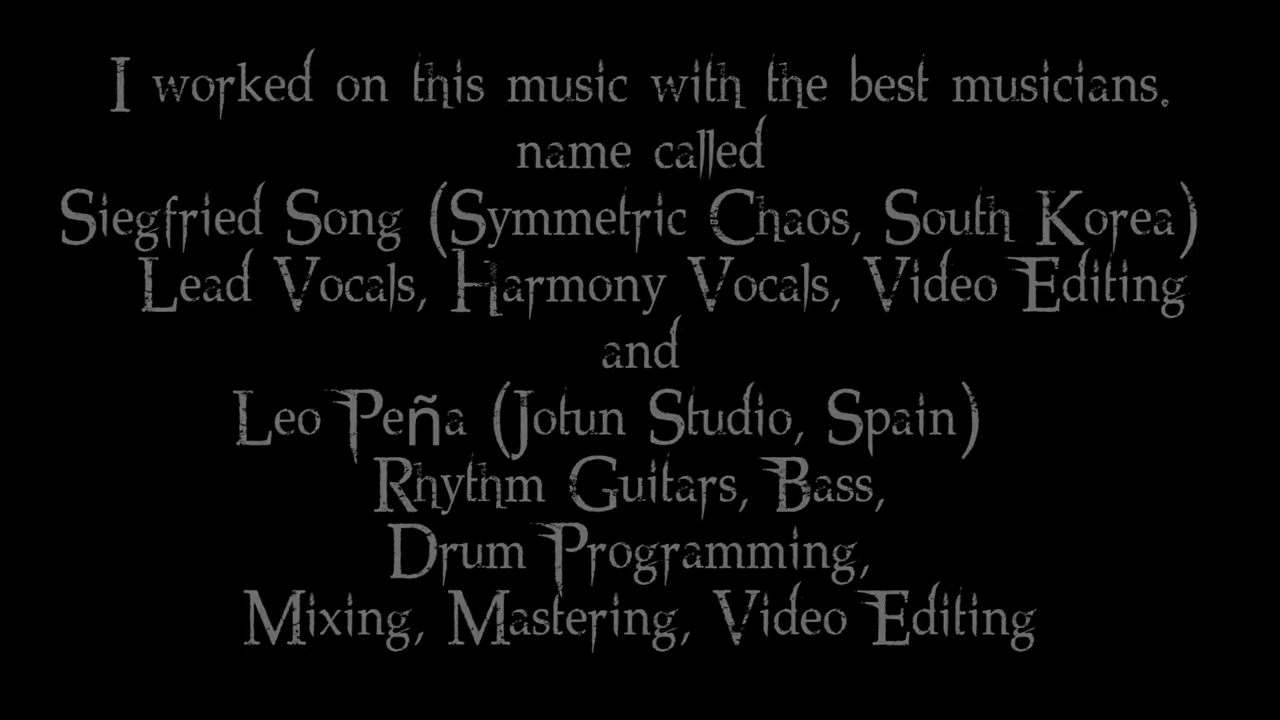 I worked on this music with the best musicians.
name called
Siegfried Song (Symmetric Chaos, South Korea)
Lead Vocals, Harmony Vocals, Video Editing
and
Leo Peña (Jotun Studio, Spain)
Rhythm Guitars, Bass,
Drum Programming,
Mixing, Mastering, Video Editing